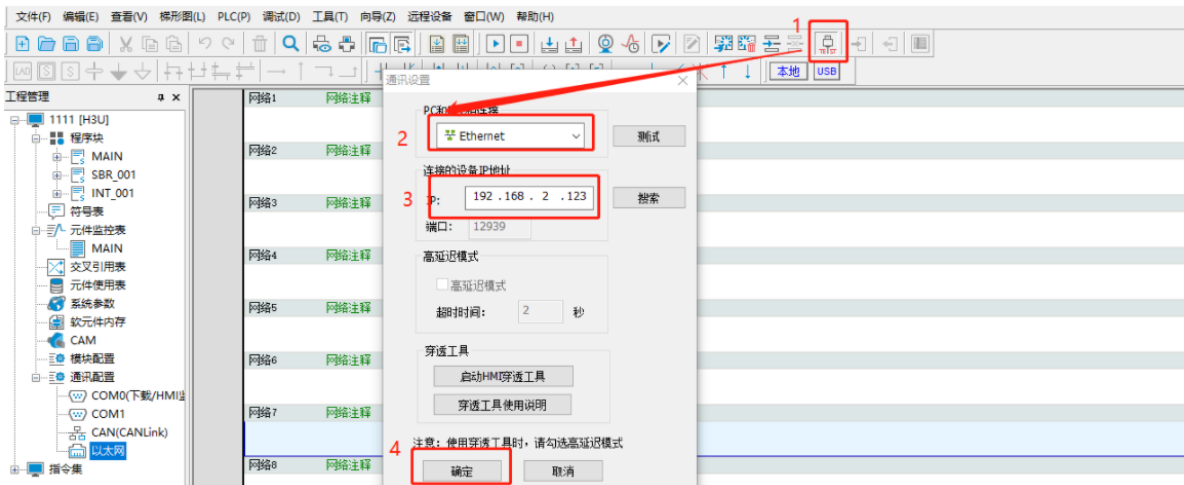 文件(F) 编辑(E) 查看(V) 梯形图(L) PLC(P) 调试(D) 工具(T) 向导(Z) 远程设备 窗口(W) 帮助(H)
1
TEST
LAD S S 本地 USB
工程管理
1111 [H3U]
程序块
MAIN
SBR_001
INT_001
符号表
元件监控表
MAIN
交叉引用表
元件使用表
系统参数
软元件内存
CAM
模块配置
通讯配置
COM0(下载/HMI监
COM1
CAN(CANLink)
以太网
指令集
网络1 网络注释
网络2 网络注释
网络3 网络注释
网络4 网络注释
网络5 网络注释
网络6 网络注释
网络7 网络注释
网络8 网络注释
通讯设置
PC和 连接
2 Ethernet 测试
连接的设备IP地址
3 IP: 192 .168 . 2 .123 搜索
端口: 12939
高延迟模式
高延迟模式
超时时间: 2 秒
穿透工具
启动HMI穿透工具
穿透工具使用说明
注意: 使用穿透工具时, 请勾选高延迟模式
4 确定 取消